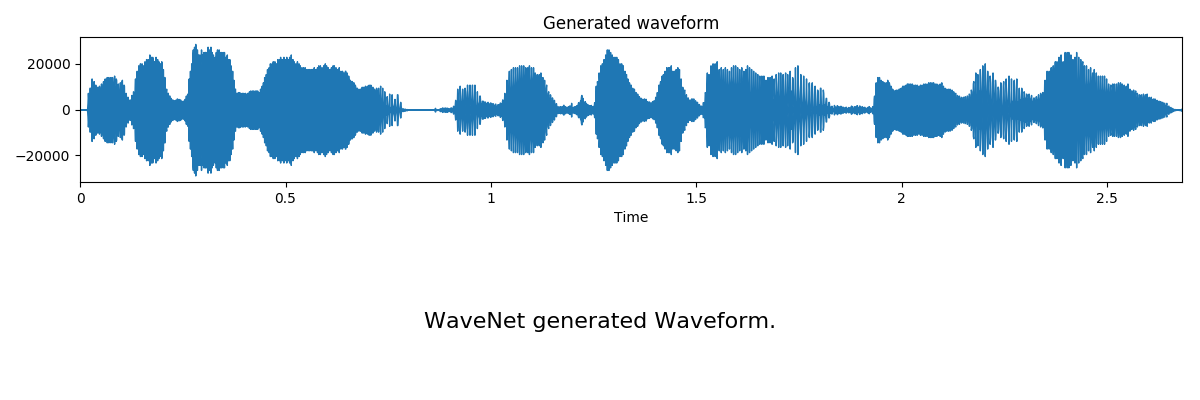 Generated waveform
20000
0
−20000
0 0.5 1 1.5 2 2.5
Time
WaveNet generated Waveform.